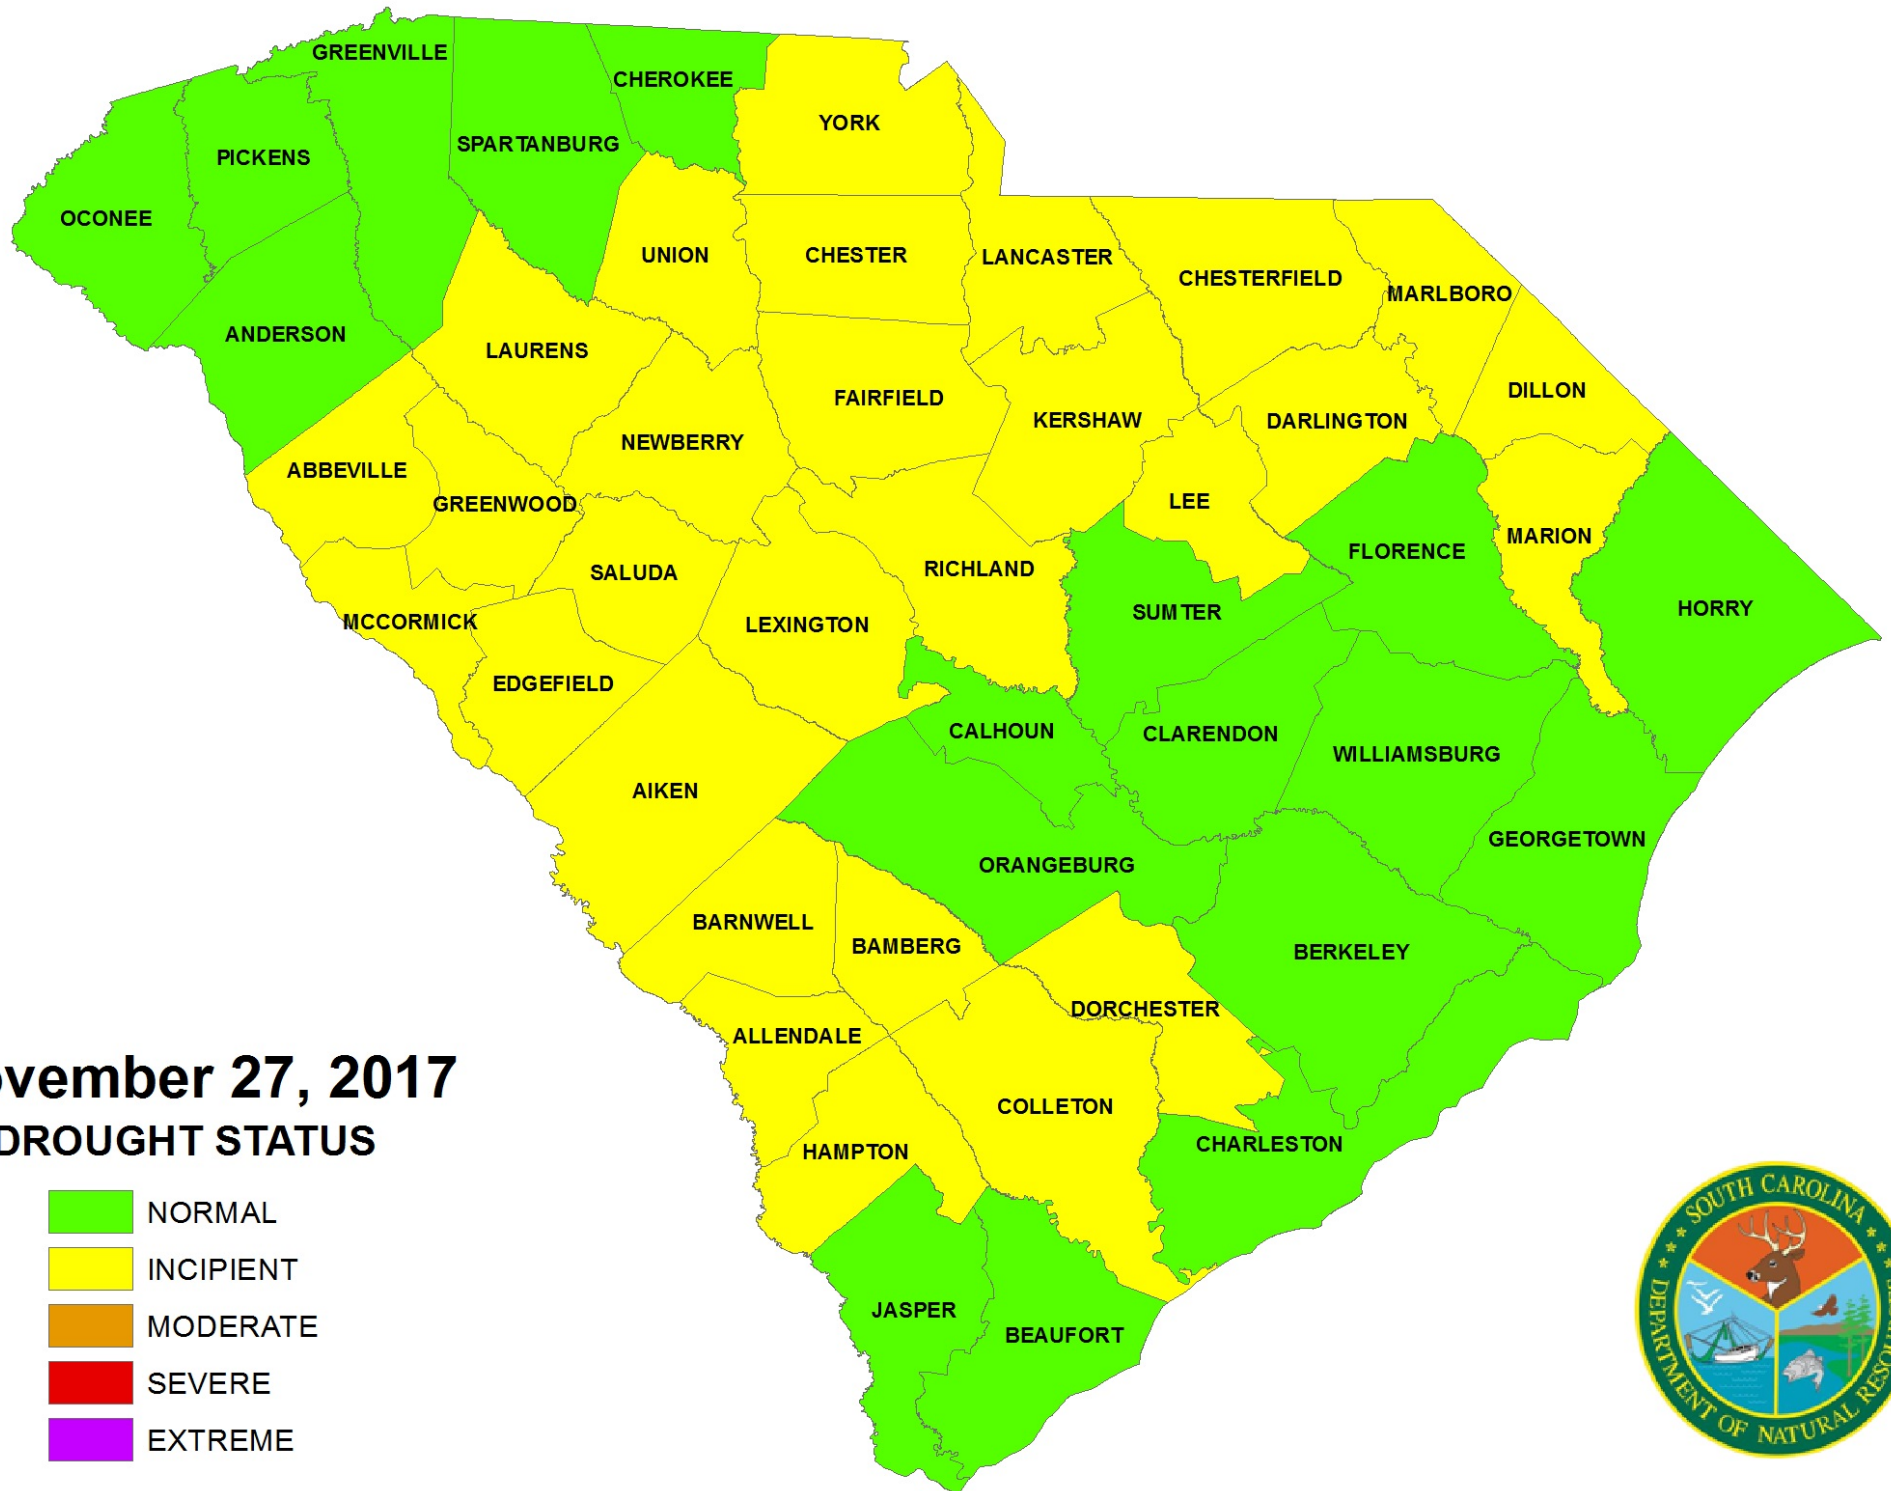 GREENVILLE
CHEROKEE
YORK
SPARTANBURG
PICKENS
OCONEE
UNION
CHESTER
LANCASTER
CHESTERFIELD
MARLBORO
ANDERSON
LAURENS
DILLON
FAIRFIELD
KERSHAW
DARLINGTON
NEWBERRY
ABBEVILLE
GREENWOOD
LEE
MARION
FLORENCE
RICHLAND
SALUDA
HORRY
SUMTER
MCCORMICK
LEXINGTON
EDGEFIELD
CALHOUN
CLARENDON
WILLIAMSBURG
AIKEN
GEORGETOWN
ORANGEBURG
BARNWELL
BAMBERG
BERKELEY
DORCHESTER
ALLENDALE
COLLETON
CHARLESTON
HAMPTON
JASPER
BEAUFORT
ovember 27, 2017
DROUGHT STATUS
NORMAL
INCIPIENT
MODERATE
SEVERE
EXTREME
SOUTH CAROLINA
DEPARTMENT OF NATURAL RESOUR